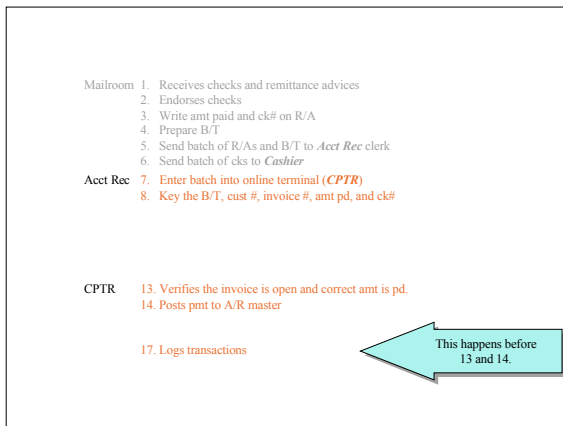 Mailroom 1. Receives checks and remittance advices
2. Endorses checks
3. Write amt paid and ck# on R/A
4. Prepare B/T
5. Send batch of R/As and B/T to Acct Rec clerk
6. Send batch of cks to Cashier
Acct Rec 7. Enter batch into online terminal (CPTR)
8. Key the B/T, cust #, invoice #, amt pd, and ck#
CPTR 13. Verifies the invoice is open and correct amt is pd.
14. Posts pmt to A/R master
17. Logs transactions
This happens before
13 and 14.